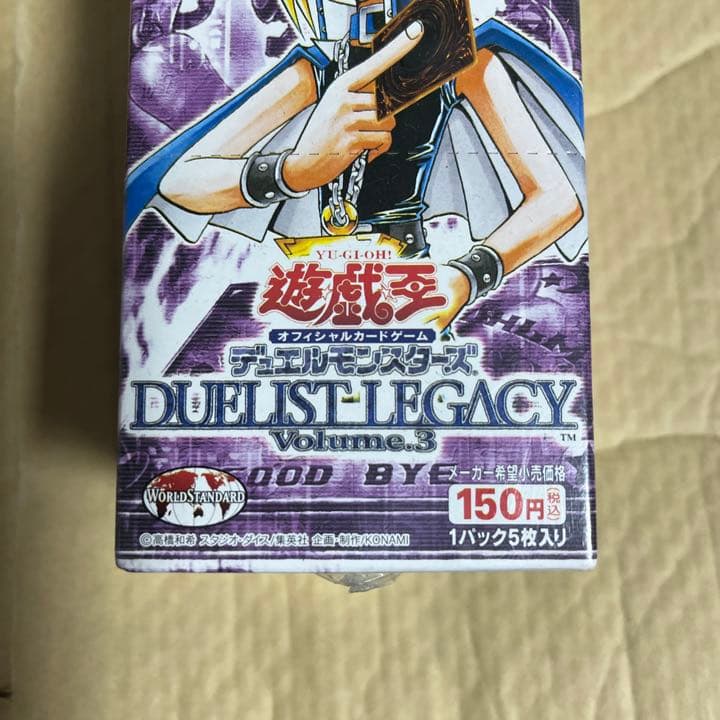 YU-GI-OH!
遊戯王
オフィシャルカードゲーム
デュエルモンスターズ
DUELIST LEGACY
Volume.3
TM
OOD BYE
メーカー希望小売価格
150円(税込)
1パック5枚入り
WORLD STANDARD
©高橋和希 スタジオ・ダイス/集英社 企画・制作/KONAMI